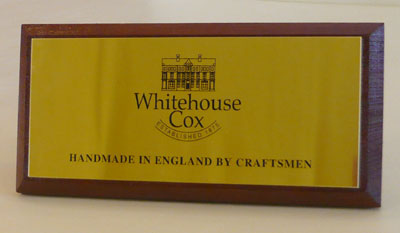 Whitehouse
Cox
ESTABLISHED 1875
HANDMADE IN ENGLAND BY CRAFTSMEN